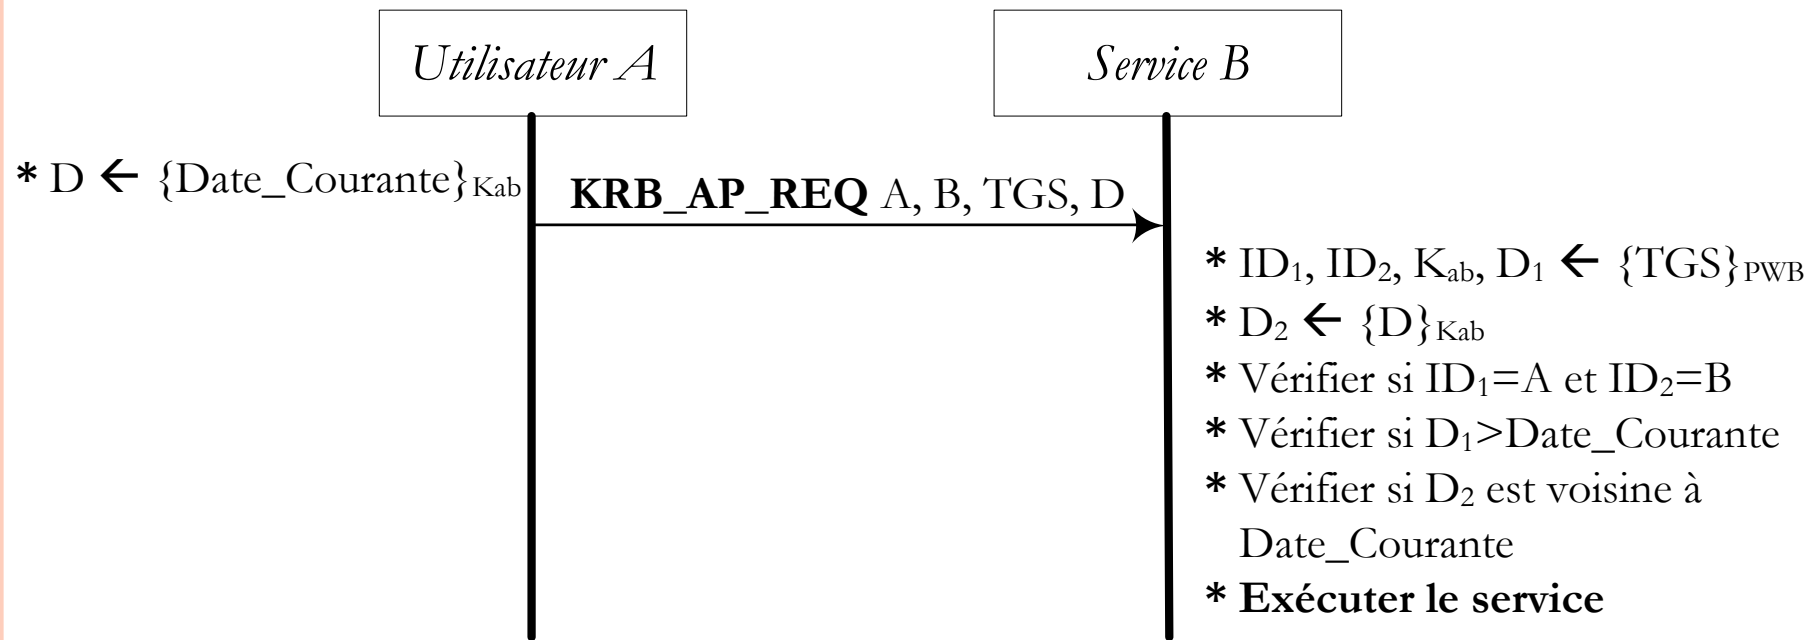 Utilisateur A
Service B
* D ← {Date_Courante}Kab
KRB_AP_REQ A, B, TGS, D
* ID1, ID2, Kab, D1 ← {TGS}PWB
* D2 ← {D}Kab
* Vérifier si ID1=A et ID2=B
* Vérifier si D1>Date_Courante
* Vérifier si D2 est voisine à
Date_Courante
* Exécuter le service